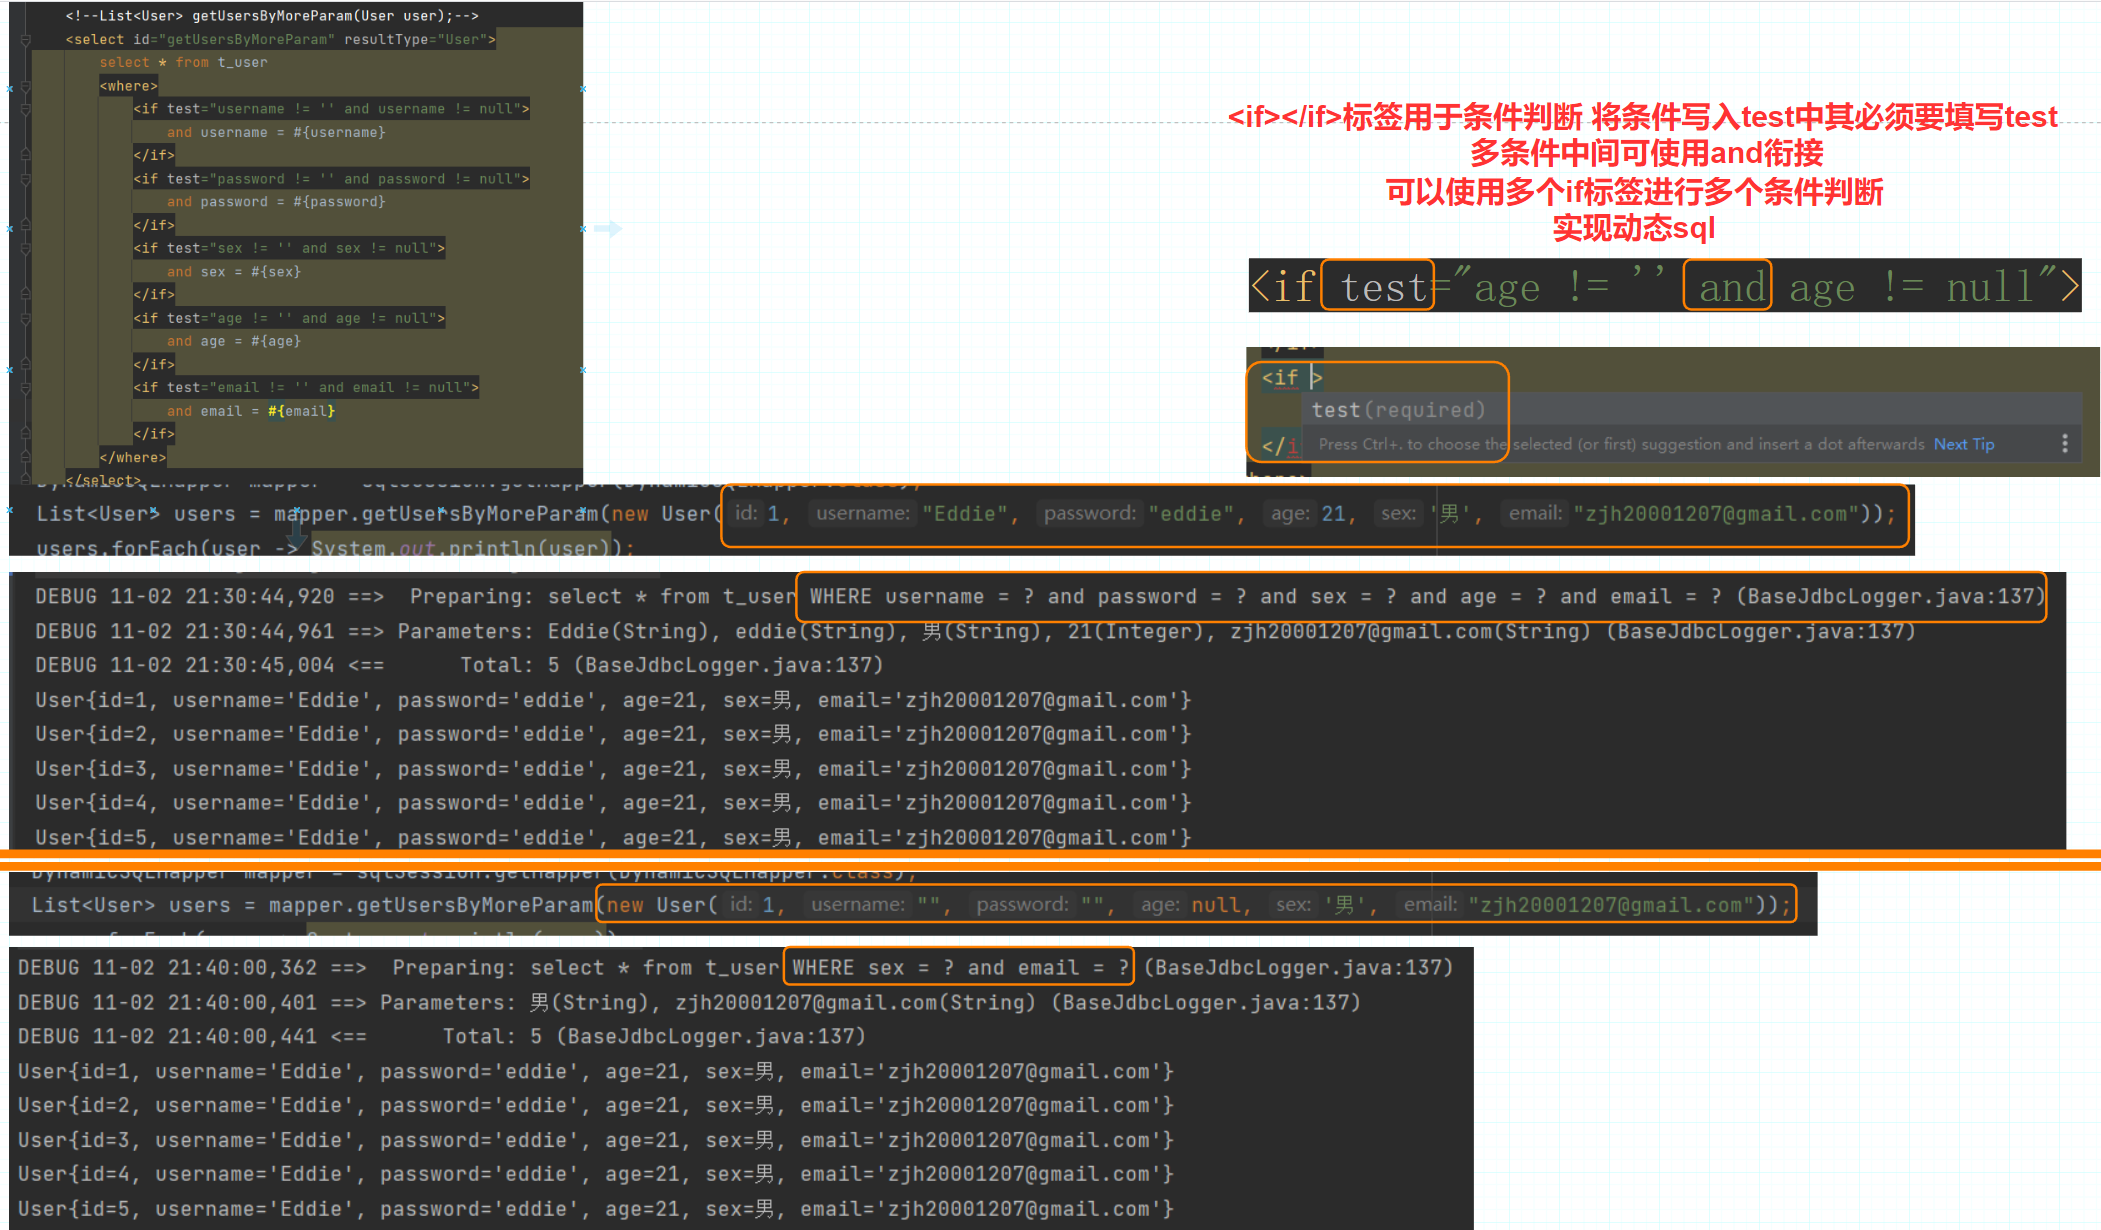 <!--List<User> getUsersByMoreParam(User user);-->
<select id="getUsersByMoreParam" resultType="User">
select * from t_user
<where>
<if test="username != '' and username != null">
and username = #{username}
</if>
<if test="password != '' and password != null">
and password = #{password}
</if>
<if test="sex != '' and sex != null">
and sex = #{sex}
</if>
<if test="age != '' and age != null">
and age = #{age}
</if>
<if test="email != '' and email != null">
and email = #{email}
</if>
</where>
</select>
<if></if>标签用于条件判断 将条件写入test中其必须要填写test
多条件中间可使用and衔接
可以使用多个if标签进行多个条件判断
实现动态sql
<if test="age != '' and age != null">
<if >
test(required)
</i
Press Ctrl+. to choose the selected (or first) suggestion and insert a dot afterwards Next Tip
List<User> users = mapper.getUsersByMoreParam(new User( id: 1, username: "Eddie", password: "eddie", age: 21, sex: '男', email: "zjh20001207@gmail.com"));
users.forEach(user -> System.out.println(user));
DEBUG 11-02 21:30:44,920 ==>  Preparing: select * from t_user WHERE username = ? and password = ? and sex = ? and age = ? and email = ? (BaseJdbcLogger.java:137)
DEBUG 11-02 21:30:44,961 ==> Parameters: Eddie(String), eddie(String), 男(String), 21(Integer), zjh20001207@gmail.com(String) (BaseJdbcLogger.java:137)
DEBUG 11-02 21:30:45,004 <==      Total: 5 (BaseJdbcLogger.java:137)
User{id=1, username='Eddie', password='eddie', age=21, sex=男, email='zjh20001207@gmail.com'}
User{id=2, username='Eddie', password='eddie', age=21, sex=男, email='zjh20001207@gmail.com'}
User{id=3, username='Eddie', password='eddie', age=21, sex=男, email='zjh20001207@gmail.com'}
User{id=4, username='Eddie', password='eddie', age=21, sex=男, email='zjh20001207@gmail.com'}
User{id=5, username='Eddie', password='eddie', age=21, sex=男, email='zjh20001207@gmail.com'}
DynamicSQLMapper mapper = sqlSession.getMapper(DynamicSQLMapper.class);
List<User> users = mapper.getUsersByMoreParam(new User( id: 1, username: "", password: "", age: null, sex: '男', email: "zjh20001207@gmail.com"));
DEBUG 11-02 21:40:00,362 ==>  Preparing: select * from t_user WHERE sex = ? and email = ? (BaseJdbcLogger.java:137)
DEBUG 11-02 21:40:00,401 ==> Parameters: 男(String), zjh20001207@gmail.com(String) (BaseJdbcLogger.java:137)
DEBUG 11-02 21:40:00,441 <==      Total: 5 (BaseJdbcLogger.java:137)
User{id=1, username='Eddie', password='eddie', age=21, sex=男, email='zjh20001207@gmail.com'}
User{id=2, username='Eddie', password='eddie', age=21, sex=男, email='zjh20001207@gmail.com'}
User{id=3, username='Eddie', password='eddie', age=21, sex=男, email='zjh20001207@gmail.com'}
User{id=4, username='Eddie', password='eddie', age=21, sex=男, email='zjh20001207@gmail.com'}
User{id=5, username='Eddie', password='eddie', age=21, sex=男, email='zjh20001207@gmail.com'}